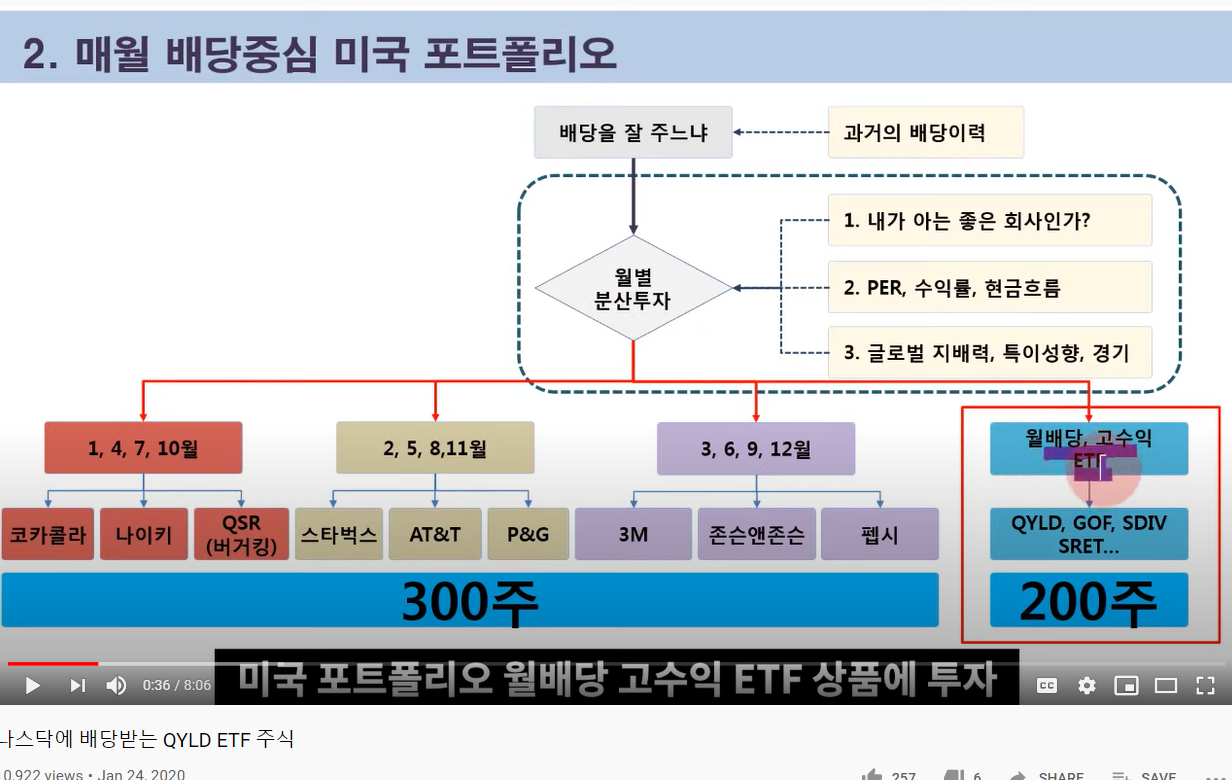 2. 매월 배당중심 미국 포트폴리오
배당을 잘 주느냐
과거의 배당이력
월별
분산투자
1. 내가 아는 좋은 회사인가?
2. PER, 수익률, 현금흐름
3. 글로벌 지배력, 특이성향, 경기
1, 4, 7, 10월
2, 5, 8,11월
3, 6, 9, 12월
월배당, 고수익
ETF
코카콜라
나이키
QSR
(버거킹)
스타벅스
AT&T
P&G
3M
존슨앤존슨
펩시
QYLD, GOF, SDIV
SRET...
300주
200주
미국 포트폴리오 월배당 고수익 ETF 상품에 투자
0:36 / 8:06
CC
나스닥에 배당받는 QYLD ETF 주식
0,922 views • Jan 24, 2020
257
6
SHARE
SAVE